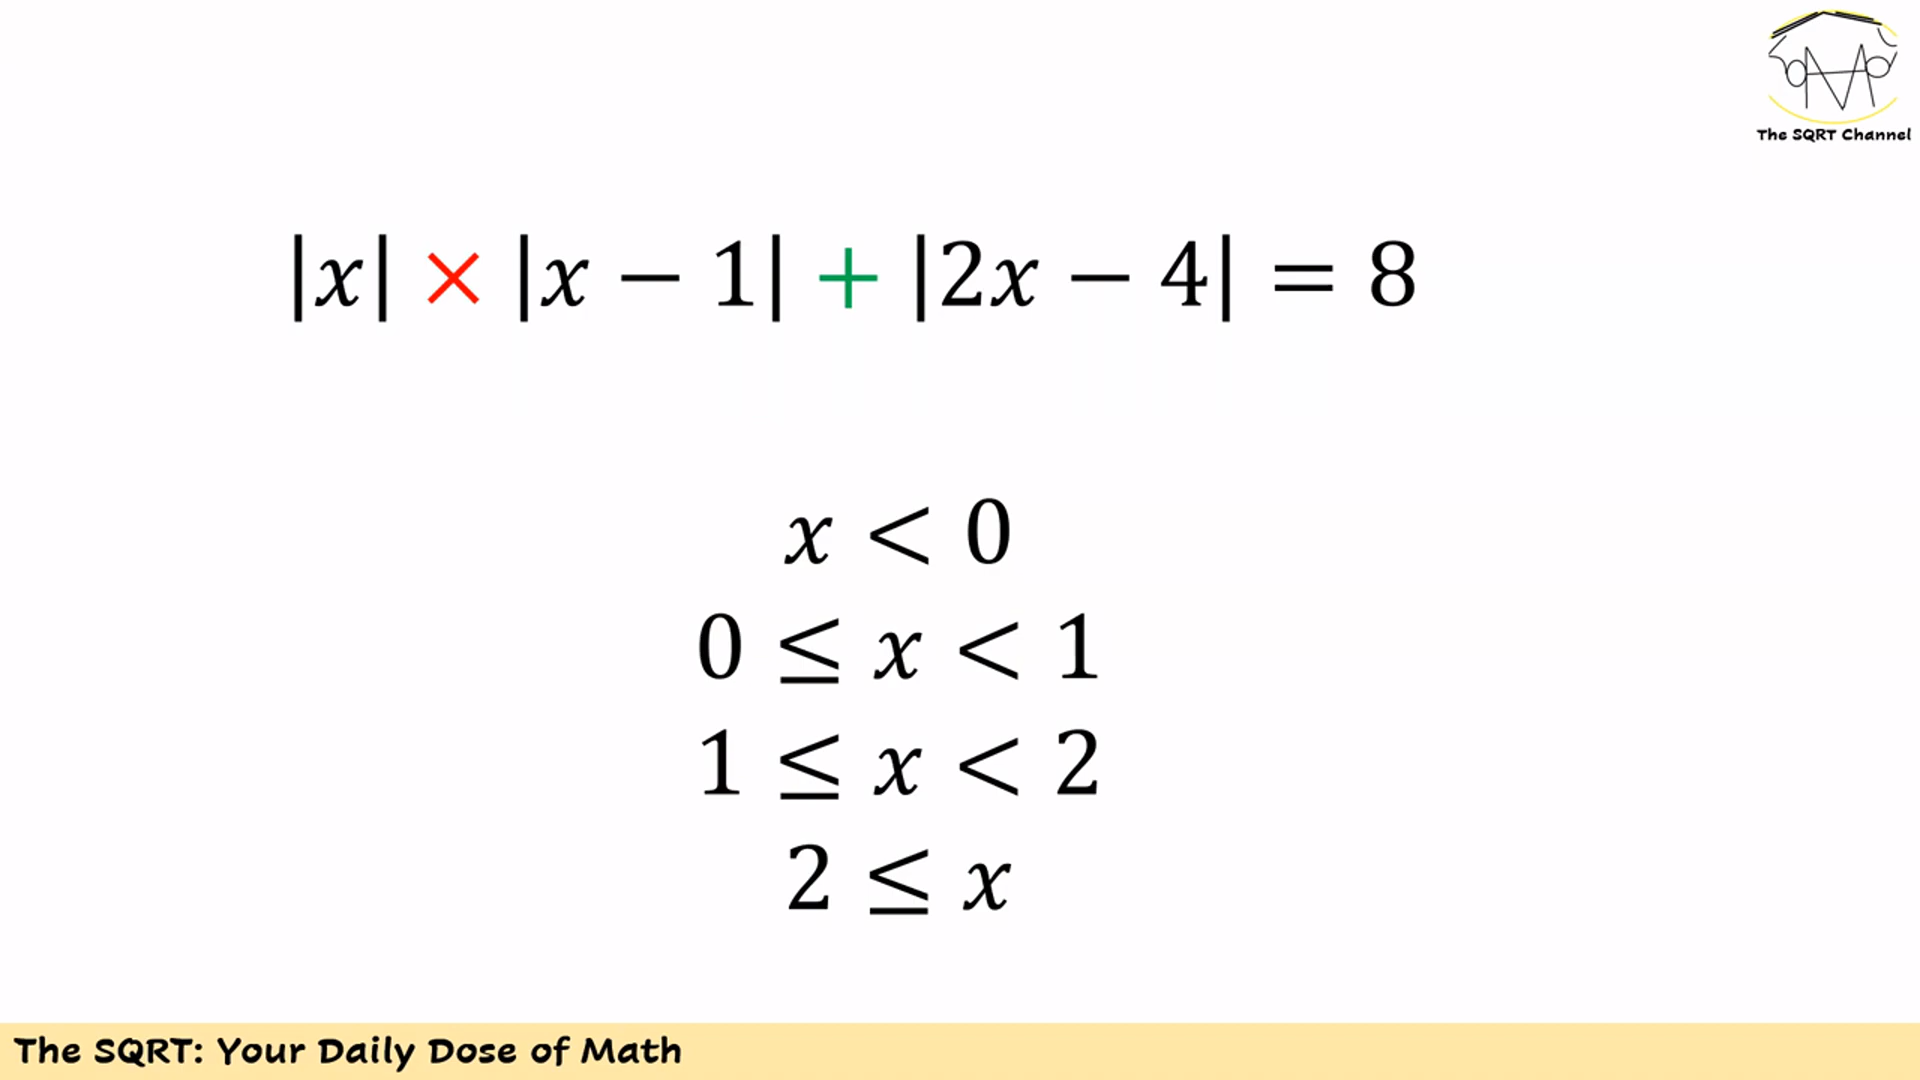 The SQRT Channel
|x| × |x − 1| + |2x − 4| = 8
x < 0
0 ≤ x < 1
1 ≤ x < 2
2 ≤ x
The SQRT: Your Daily Dose of Math